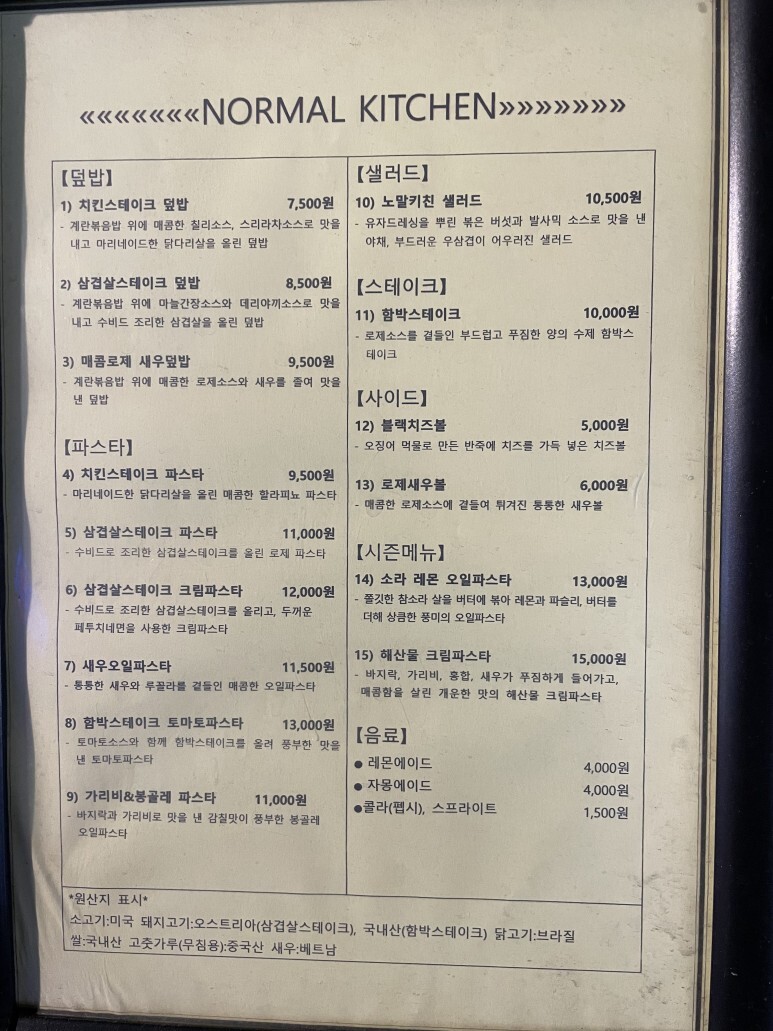 «««««««NORMAL KITCHEN»»»»»»»
【덮밥】
1) 치킨스테이크 덮밥 7,500원
- 계란볶음밥 위에 매콤한 칠리소스, 스리라차소스로 맛을
내고 마리네이드한 닭다리살을 올린 덮밥
2) 삼겹살스테이크 덮밥 8,500원
- 계란볶음밥 위에 마늘간장소스와 데리야끼소스로 맛을
내고 수비드 조리한 삼겹살을 올린 덮밥
3) 매콤로제 새우덮밥 9,500원
- 계란볶음밥 위에 매콤한 로제소스와 새우를 졸여 맛을
낸 덮밥
【파스타】
4) 치킨스테이크 파스타 9,500원
- 마리네이드한 닭다리살을 올린 매콤한 할라피뇨 파스타
5) 삼겹살스테이크 파스타 11,000원
- 수비드로 조리한 삼겹살스테이크를 올린 로제 파스타
6) 삼겹살스테이크 크림파스타 12,000원
- 수비드로 조리한 삼겹살스테이크를 올리고, 두꺼운
페투치네면을 사용한 크림파스타
7) 새우오일파스타 11,500원
- 통통한 새우와 루꼴라를 곁들인 매콤한 오일파스타
8) 함박스테이크 토마토파스타 13,000원
- 토마토소스와 함께 함박스테이크를 올려 풍부한 맛을
낸 토마토파스타
9) 가리비&봉골레 파스타 11,000원
- 바지락과 가리비로 맛을 낸 감칠맛이 풍부한 봉골레
오일파스타
【샐러드】
10) 노말키친 샐러드 10,500원
- 유자드레싱을 뿌린 볶은 버섯과 발사믹 소스로 맛을 낸
야채, 부드러운 우삼겹이 어우러진 샐러드
【스테이크】
11) 함박스테이크 10,000원
- 로제소스를 곁들인 부드럽고 푸짐한 양의 수제 함박스
테이크
【사이드】
12) 블랙치즈볼 5,000원
- 오징어 먹물로 만든 반죽에 치즈를 가득 넣은 치즈볼
13) 로제새우볼 6,000원
- 매콤한 로제소스에 곁들여 튀겨진 통통한 새우볼
【시즌메뉴】
14) 소라 레몬 오일파스타 13,000원
- 쫄깃한 참소라 살을 버터에 볶아 레몬과 파슬리, 버터를
더해 상큼한 풍미의 오일파스타
15) 해산물 크림파스타 15,000원
- 바지락, 가리비, 홍합, 새우가 푸짐하게 들어가고,
매콤함을 살린 개운한 맛의 해산물 크림파스타
【음료】
● 레몬에이드 4,000원
● 자몽에이드 4,000원
●콜라(펩시), 스프라이트 1,500원
*원산지 표시*
소고기:미국 돼지고기:오스트리아(삼겹살스테이크), 국내산(함박스테이크) 닭고기:브라질
쌀:국내산 고춧가루(무침용):중국산 새우:베트남